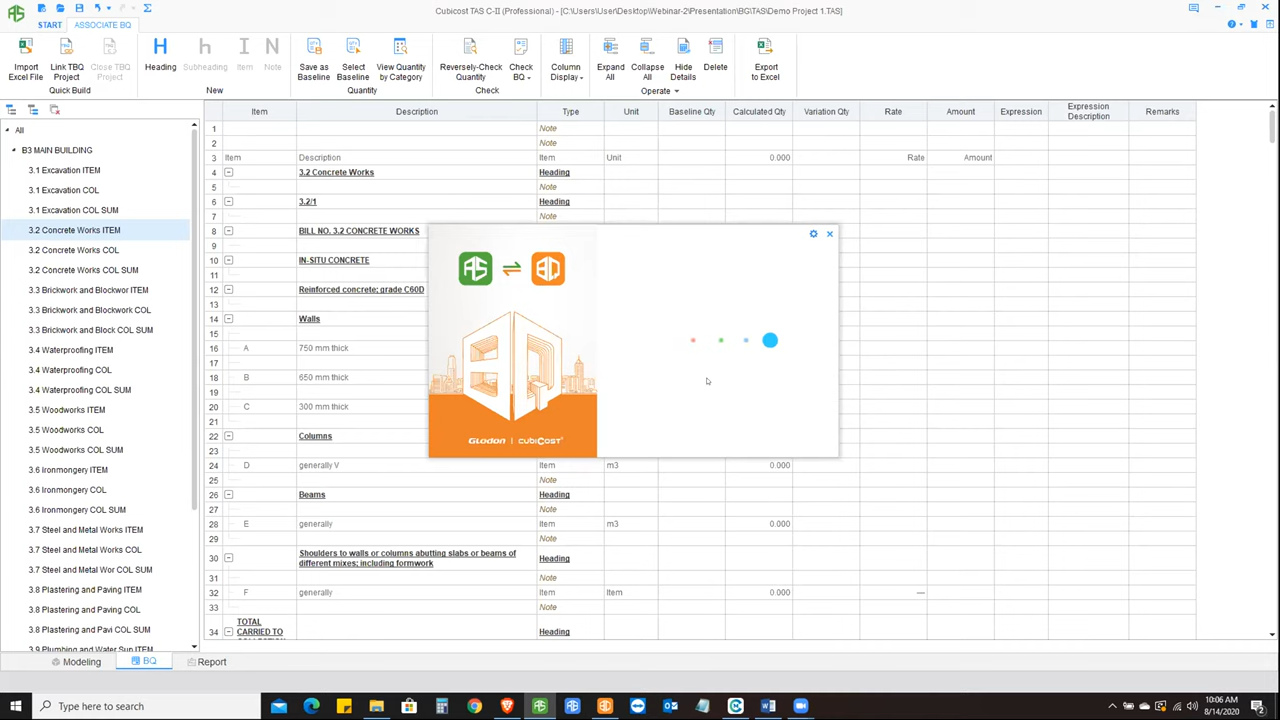 Cubicost TAS C-II (Professional) - [C:\Users\User\Desktop\Webinar-2\Presentation\BG\TAS\Demo Project 1.TAS]
START ASSOCIATE BQ
Import Excel File
Link TBQ Project
Close TBQ Project
Heading
Subheading
Item
Note
Save as Baseline
Select Baseline
View Quantity by Category
Reversely-Check Quantity
Check BQ
Column Display
Expand All
Collapse All
Hide Details
Delete
Export to Excel
Quick Build New Quantity Check Operate
Item Description Type Unit Baseline Qty Calculated Qty Variation Qty Rate Amount Expression Expression Description Remarks
All
B3 MAIN BUILDING
3.1 Excavation ITEM
3.1 Excavation COL
3.1 Excavation COL SUM
3.2 Concrete Works ITEM
3.2 Concrete Works COL
3.2 Concrete Works COL SUM
3.3 Brickwork and Blockwor ITEM
3.3 Brickwork and Blockwork COL
3.3 Brickwork and Block COL SUM
3.4 Waterproofing ITEM
3.4 Waterproofing COL
3.4 Waterproofing COL SUM
3.5 Woodworks ITEM
3.5 Woodworks COL
3.5 Woodworks COL SUM
3.6 Ironmongery ITEM
3.6 Ironmongery COL
3.6 Ironmongery COL SUM
3.7 Steel and Metal Works ITEM
3.7 Steel and Metal Works COL
3.7 Steel and Metal Wor COL SUM
3.8 Plastering and Paving ITEM
3.8 Plastering and Paving COL
3.8 Plastering and Pavi COL SUM
3.9 Plumbing and Water Sup ITEM
1 Note
2 Note
3 Item Description Item Unit 0.000 Rate Amount
4 3.2 Concrete Works Heading
5 Note
6 3.2/1 Heading
7 Note
8 BILL NO. 3.2 CONCRETE WORKS
9
10 IN-SITU CONCRETE
11
12 Reinforced concrete; grade C60D
13
14 Walls
15
16 A 750 mm thick
17
18 B 650 mm thick
19
20 C 300 mm thick
21
22 Columns
23
24 D generally V Item m3 0.000
25 Note
26 Beams Heading
27 Note
28 E generally Item m3 0.000
29 Note
30 Shoulders to walls or columns abutting slabs or beams of different mixes; including formwork Heading
31 Note
32 F generally Item Item 0.000 —
33 Note
34 TOTAL CARRIED TO Heading
AS BQ
Glodon | CUBICOST
Modeling BQ Report
Type here to search
10:06 AM
8/14/2020
2